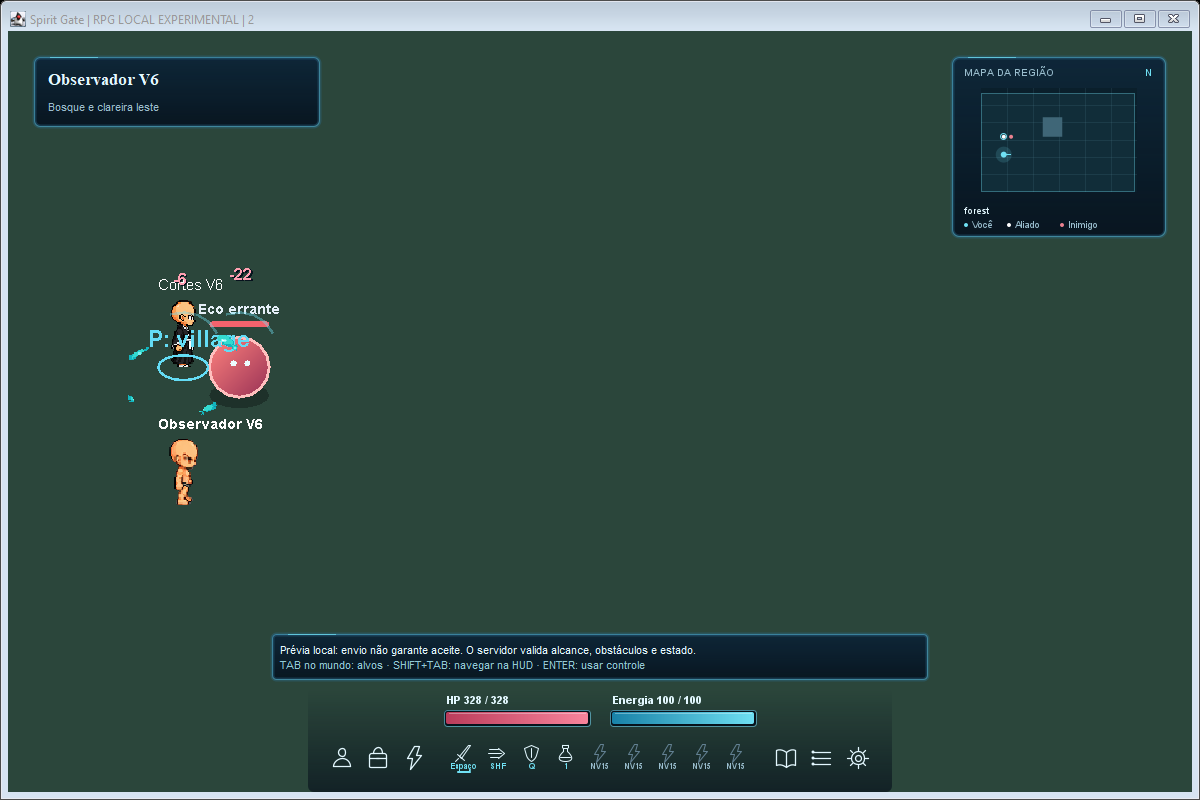 Spirit Gate | RPG LOCAL EXPERIMENTAL | 2
Observador V6
Bosque e clareira leste
MAPA DA REGIÃO
N
forest
Você
Aliado
Inimigo
-6
-22
Cortes V6
Eco errante
P: village
Observador V6
Prévia local: envio não garante aceite. O servidor valida alcance, obstáculos e estado.
TAB no mundo: alvos · SHIFT+TAB: navegar na HUD · ENTER: usar controle
HP 328 / 328
Energia 100 / 100
Espaço
SHF
Q
1
NV15
NV15
NV15
NV15
NV15